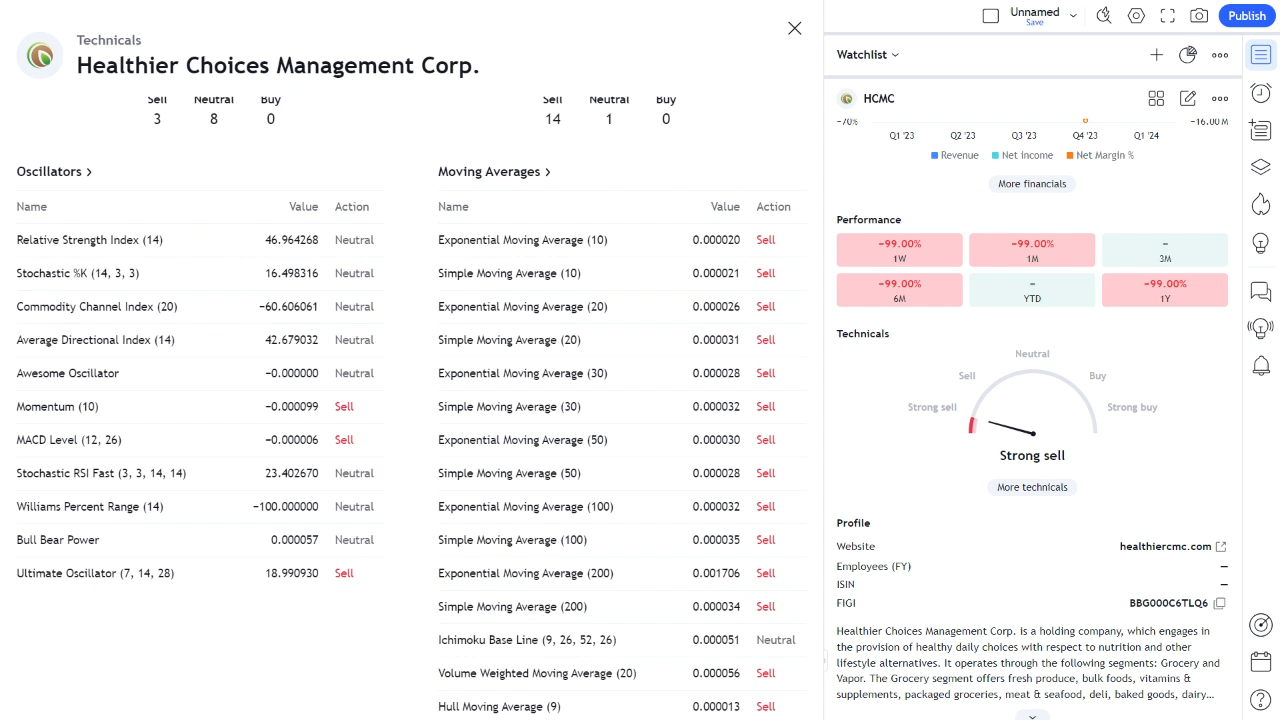 Technicals
Healthier Choices Management Corp.
Sell Neutral Buy
3 8 0
Sell Neutral Buy
14 1 0
Oscillators
Name Value Action
Relative Strength Index (14) 46.964268 Neutral
Stochastic %K (14, 3, 3) 16.498316 Neutral
Commodity Channel Index (20) −60.606061 Neutral
Average Directional Index (14) 42.679032 Neutral
Awesome Oscillator −0.000000 Neutral
Momentum (10) −0.000099 Sell
MACD Level (12, 26) −0.000006 Sell
Stochastic RSI Fast (3, 3, 14, 14) 23.402670 Neutral
Williams Percent Range (14) −100.000000 Neutral
Bull Bear Power 0.000057 Neutral
Ultimate Oscillator (7, 14, 28) 18.990930 Sell
Moving Averages
Name Value Action
Exponential Moving Average (10) 0.000020 Sell
Simple Moving Average (10) 0.000021 Sell
Exponential Moving Average (20) 0.000026 Sell
Simple Moving Average (20) 0.000031 Sell
Exponential Moving Average (30) 0.000028 Sell
Simple Moving Average (30) 0.000032 Sell
Exponential Moving Average (50) 0.000030 Sell
Simple Moving Average (50) 0.000028 Sell
Exponential Moving Average (100) 0.000032 Sell
Simple Moving Average (100) 0.000035 Sell
Exponential Moving Average (200) 0.001706 Sell
Simple Moving Average (200) 0.000034 Sell
Ichimoku Base Line (9, 26, 52, 26) 0.000051 Neutral
Volume Weighted Moving Average (20) 0.000056 Sell
Hull Moving Average (9) 0.000013 Sell
Unnamed
Save
Publish
Watchlist
HCMC
−70% −16.00 M
Q1 '23 Q2 '23 Q3 '23 Q4 '23 Q1 '24
Revenue Net income Net Margin %
More financials
Performance
−99.00% −99.00% –
1W 1M 3M
−99.00% – −99.00%
6M YTD 1Y
Technicals
Neutral
Sell Buy
Strong sell Strong buy
Strong sell
More technicals
Profile
Website healthiercmc.com
Employees (FY) –
ISIN –
FIGI BBG000C6TLQ6
Healthier Choices Management Corp. is a holding company, which engages in
the provision of healthy daily choices with respect to nutrition and other
lifestyle alternatives. It operates through the following segments: Grocery and
Vapor. The Grocery segment offers fresh produce, bulk foods, vitamins &
supplements, packaged groceries, meat & seafood, deli, baked goods, dairy…